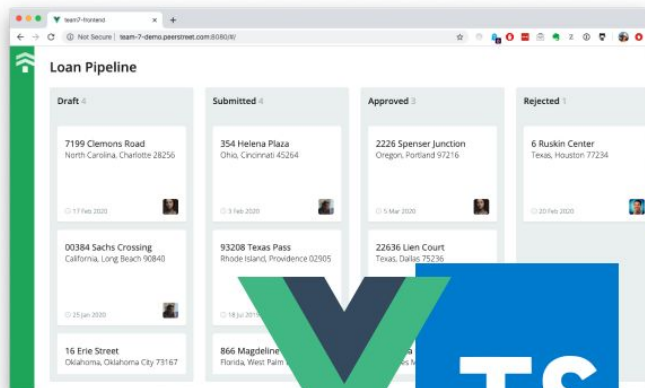 team7-frontend
Not Secure | team-7-demo.peerstreet.com:8080/#/
Loan Pipeline
Draft 4
7199 Clemons Road
North Carolina, Charlotte 28256
17 Feb 2020
00384 Sachs Crossing
California, Long Beach 90840
25 Jan 2020
16 Erie Street
Oklahoma, Oklahoma City 73167
Submitted 4
354 Helena Plaza
Ohio, Cincinnati 45264
3 Feb 2020
93208 Texas Pass
Rhode Island, Providence 02905
18 Jul 201
866 Magdeline
Florida, West Palm
Approved 3
2226 Spenser Junction
Oregon, Portland 97216
5 Mar 2020
22636 Lien Court
Texas, Dallas 75236
Rejected 1
6 Ruskin Center
Texas, Houston 77234
20 Feb 2020
TS